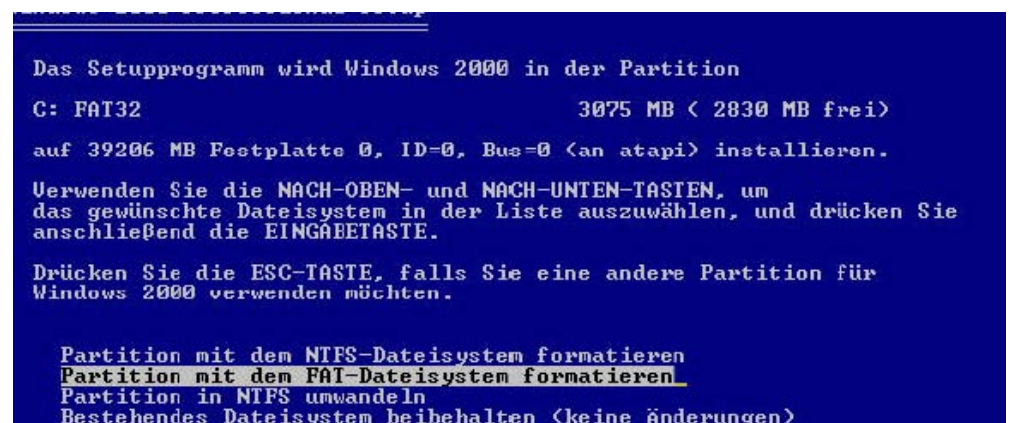 Das Setupprogramm wird Windows 2000 in der Partition
C: FAT32 3075 MB ( 2830 MB frei)
auf 39206 MB Festplatte 0, ID=0, Bus=0 (an atapi) installieren.
Verwenden Sie die NACH-OBEN- und NACH-UNTEN-TASTEN, um
das gewünschte Dateisystem in der Liste auszuwählen, und drücken Sie
anschließend die EINGABETASTE.
Drücken Sie die ESC-TASTE, falls Sie eine andere Partition für
Windows 2000 verwenden möchten.
Partition mit dem NTFS-Dateisystem formatieren
Partition mit dem FAT-Dateisystem formatieren
Partition in NTFS umwandeln
Bestehendes Dateisystem beibehalten (keine Änderungen)